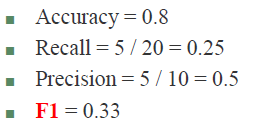 Accuracy = 0.8
Recall = 5 / 20 = 0.25
Precision = 5 / 10 = 0.5
F1 = 0.33